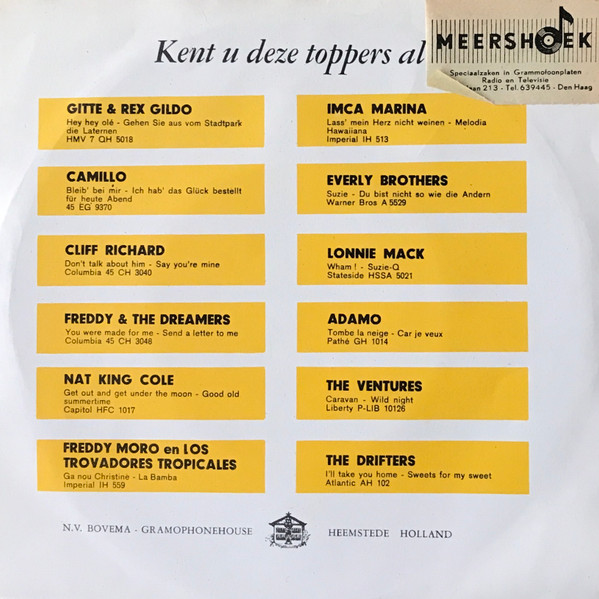 Kent u deze toppers al
MEERSHOEK
Speciaalzaken in Grammofoonplaten
Radio en Televisie
213 - Tel. 639445 - Den Haag
GITTE & REX GILDO
Hey hey olé - Gehen Sie aus vom Stadtpark
die Laternen
HMV 7 QH 5018
CAMILLO
Bleib' bei mir - Ich hab' das Glück bestellt
für heute Abend
45 EG 9370
CLIFF RICHARD
Don't talk about him - Say you're mine
Columbia 45 CH 3040
FREDDY & THE DREAMERS
You were made for me - Send a letter to me
Columbia 45 CH 3048
NAT KING COLE
Get out and get under the moon - Good old
summertime
Capitol HFC 1017
FREDDY MORO en LOS
TROVADORES TROPICALES
Ga nou Christine - La Bamba
Imperial IH 559
IMCA MARINA
Lass' mein Herz nicht weinen - Melodia
Hawaiiana
Imperial IH 513
EVERLY BROTHERS
Suzie - Du bist nicht so wie die Andern
Warner Bros A 5529
LONNIE MACK
Wham ! - Suzie-Q
Stateside HSSA 5021
ADAMO
Tombe la neige - Car je veux
Pathé GH 1014
THE VENTURES
Caravan - Wild night
Liberty P-LIB 10126
THE DRIFTERS
I'll take you home - Sweets for my sweet
Atlantic AH 102
N.V. BOVEMA - GRAMOPHONEHOUSE
HEEMSTEDE HOLLAND